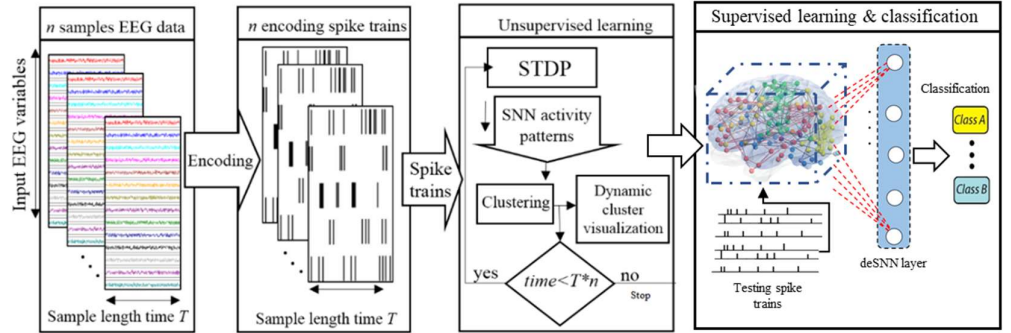 n samples EEG data
Input EEG variables
Sample length time T
Encoding
n encoding spike trains
Sample length time T
Spike
trains
Unsupervised learning
STDP
SNN activity
patterns
Clustering
Dynamic
cluster
visualization
time<T*n
yes
no
Stop
Supervised learning & classification
Testing spike
trains
deSNN layer
Classification
Class A
Class B